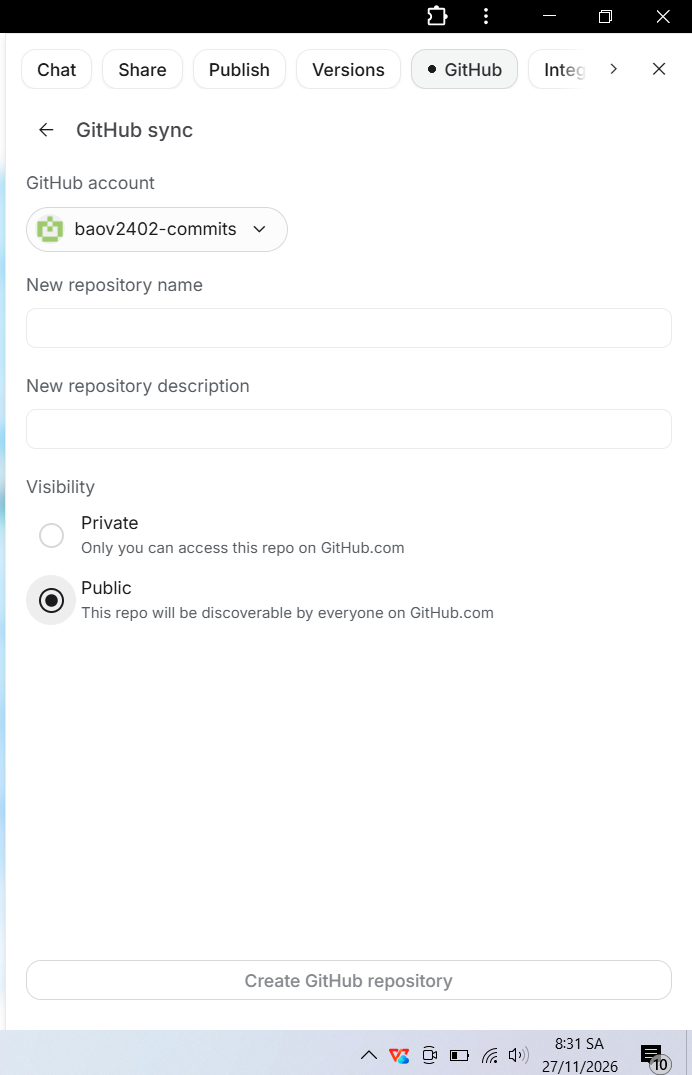 Chat
Share
Publish
Versions
GitHub
Integ
GitHub sync
GitHub account
baov2402-commits
New repository name
New repository description
Visibility
Private
Only you can access this repo on GitHub.com
Public
This repo will be discoverable by everyone on GitHub.com
Create GitHub repository
8:31 SA
27/11/2026
10